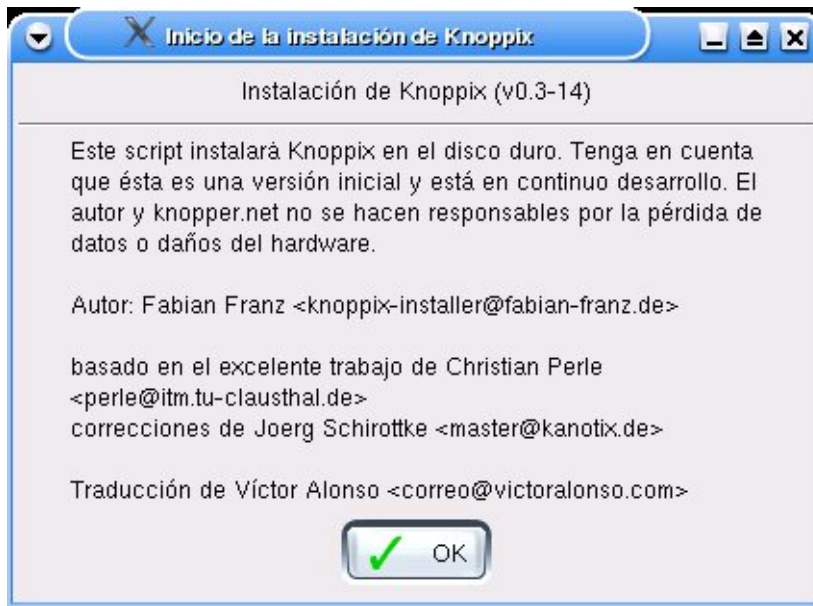 Inicio de la instalación de Knoppix
Instalación de Knoppix (v0.3-14)
Este script instalará Knoppix en el disco duro. Tenga en cuenta
que ésta es una versión inicial y está en continuo desarrollo. El
autor y knopper.net no se hacen responsables por la pérdida de
datos o daños del hardware.
Autor: Fabian Franz <knoppix-installer@fabian-franz.de>
basado en el excelente trabajo de Christian Perle
<perle@itm.tu-clausthal.de>
correcciones de Joerg Schirottke <master@kanotix.de>
Traducción de Víctor Alonso <correo@victoralonso.com>
OK